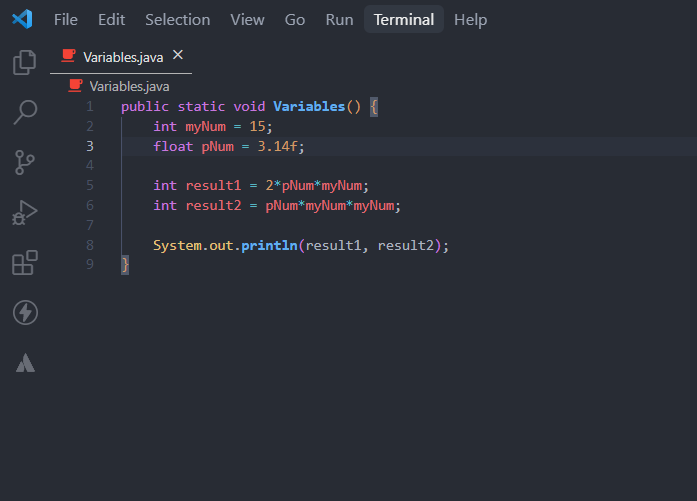 File Edit Selection View Go Run Terminal Help
Variables.java
Variables.java
1 public static void Variables() {
2     int myNum = 15;
3     float pNum = 3.14f;
4
5     int result1 = 2*pNum*myNum;
6     int result2 = pNum*myNum*myNum;
7
8     System.out.println(result1, result2);
9 }